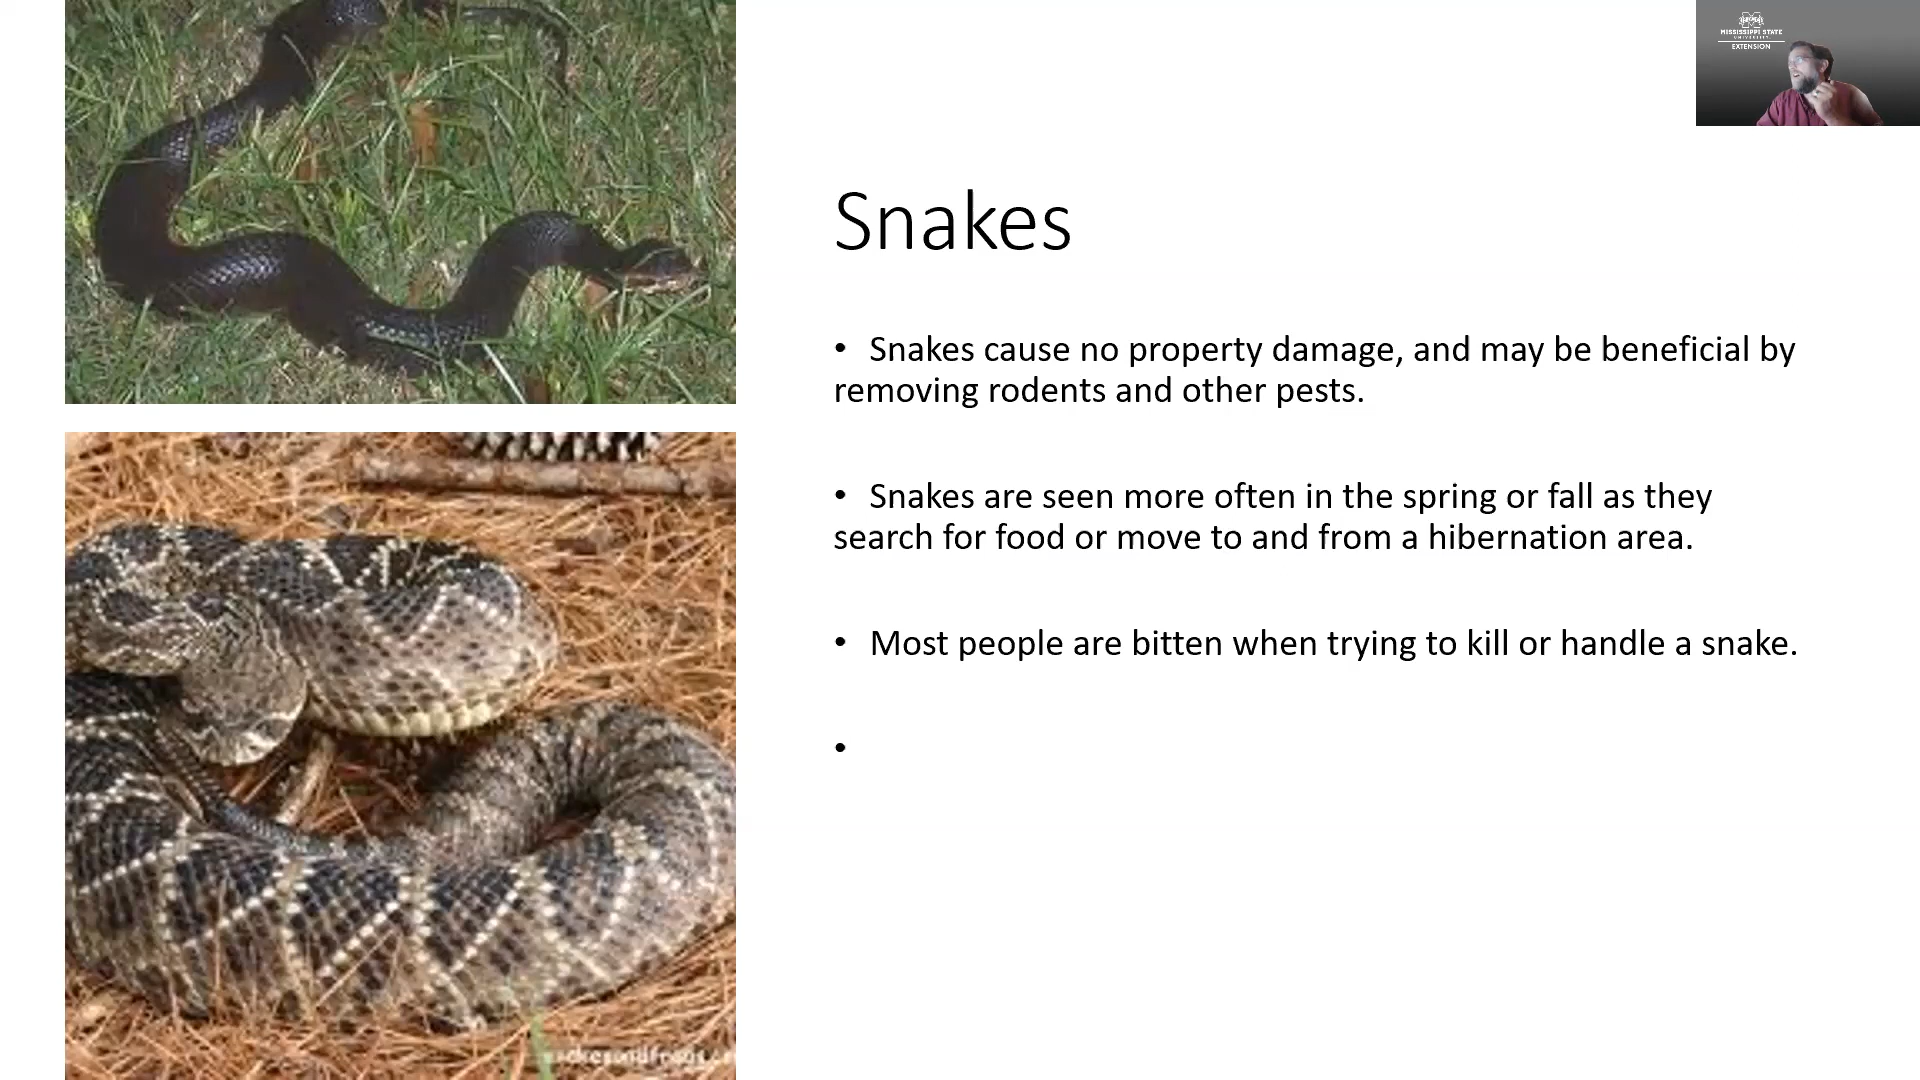 MISSISSIPPI STATE
UNIVERSITY
EXTENSION
Snakes
• Snakes cause no property damage, and may be beneficial by
removing rodents and other pests.
• Snakes are seen more often in the spring or fall as they
search for food or move to and from a hibernation area.
• Most people are bitten when trying to kill or handle a snake.
•